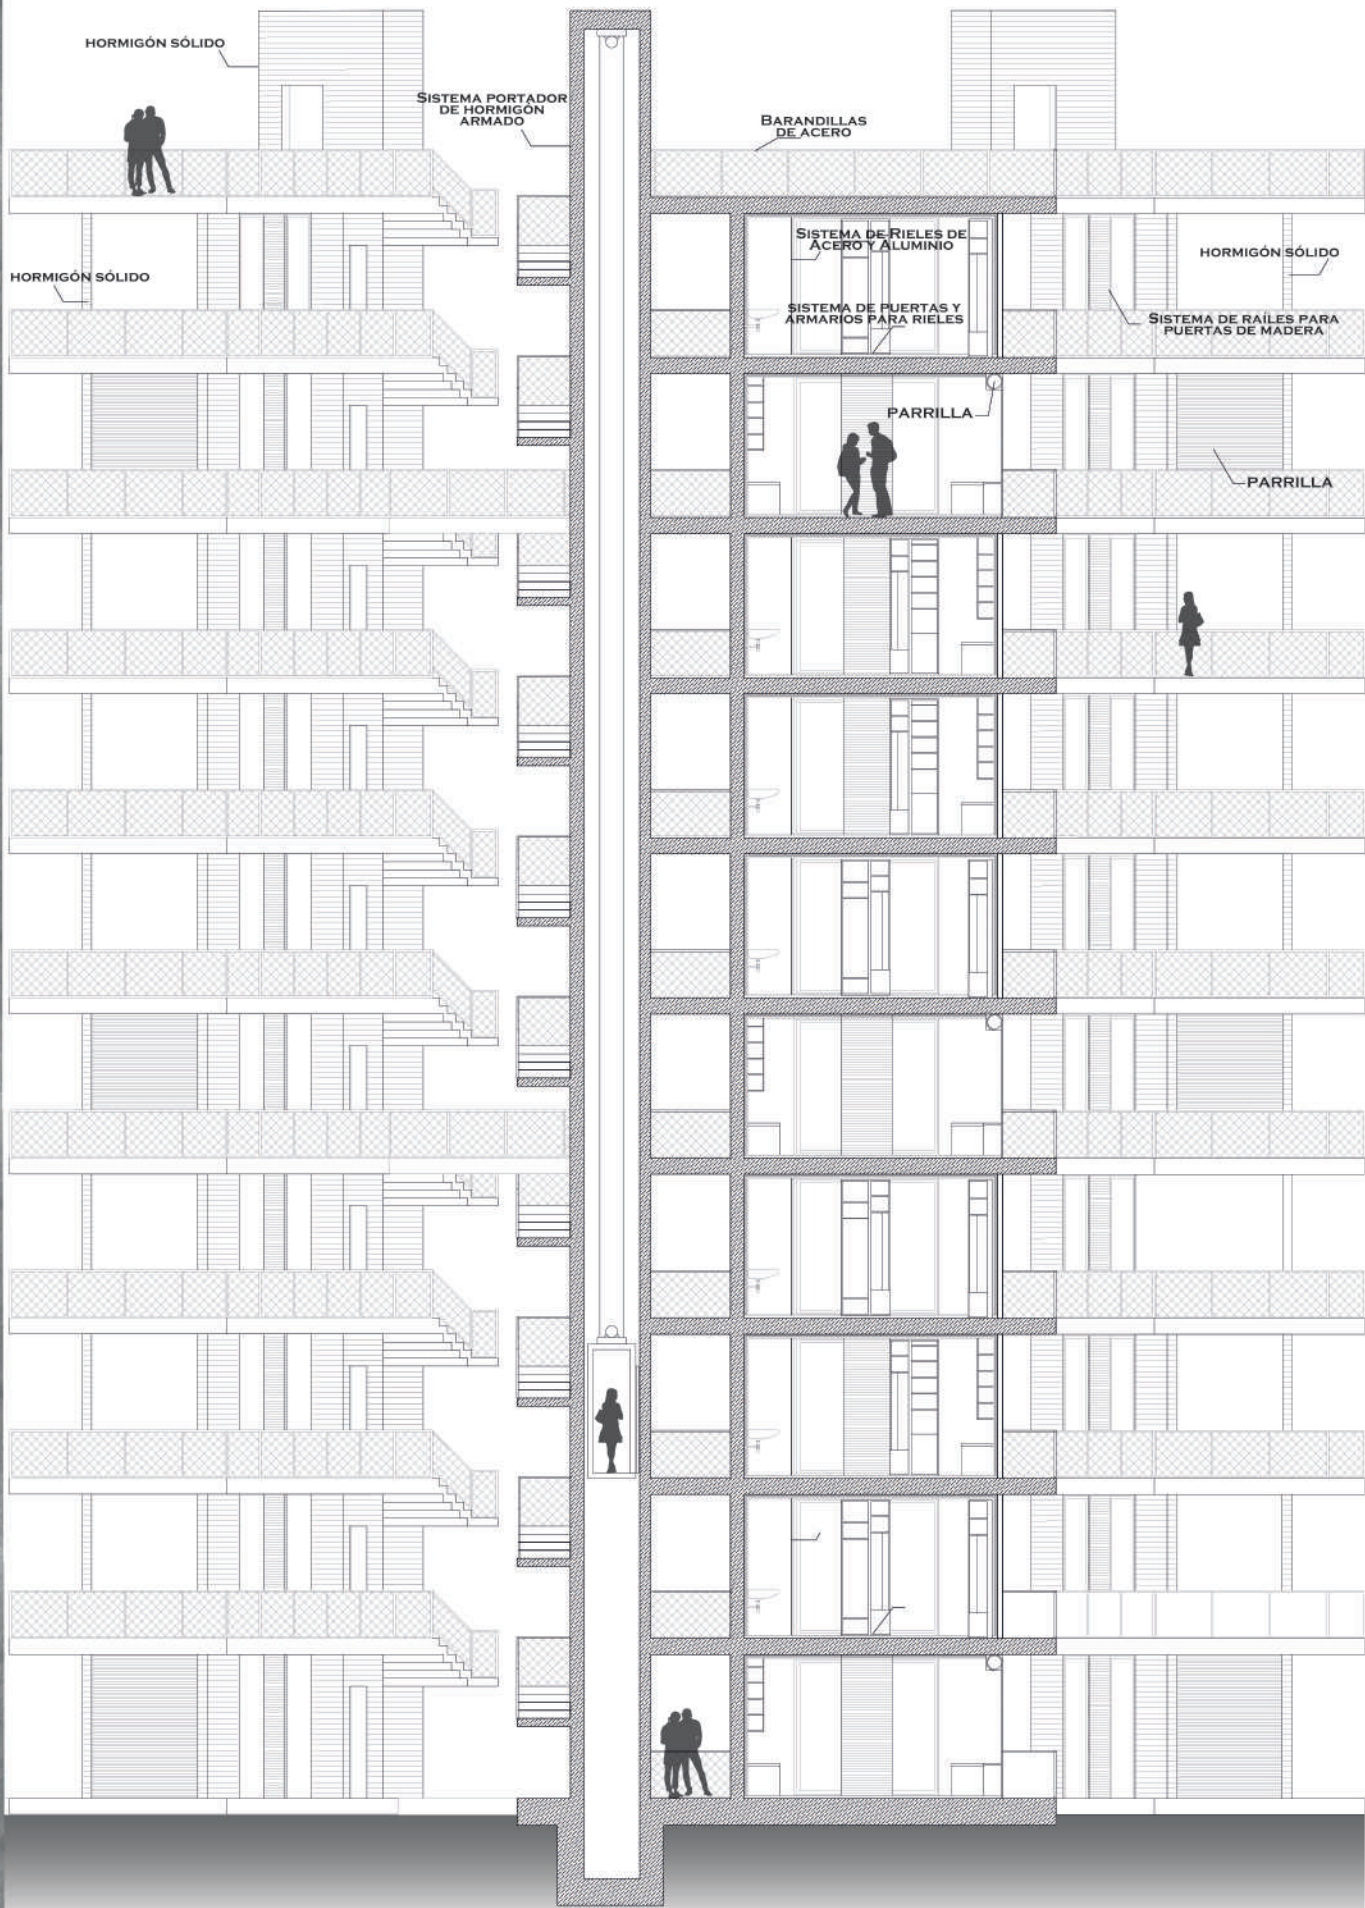 HORMIGÓN SÓLIDO
SISTEMA PORTADOR
DE HORMIGÓN
ARMADO
BARANDILLAS
DE ACERO
SISTEMA DE RIELES DE
ACERO Y ALUMINIO
HORMIGÓN SÓLIDO
HORMIGÓN SÓLIDO
SISTEMA DE PUERTAS Y
ARMARIOS PARA RIELES
SISTEMA DE RAÍLES PARA
PUERTAS DE MADERA
PARRILLA
PARRILLA